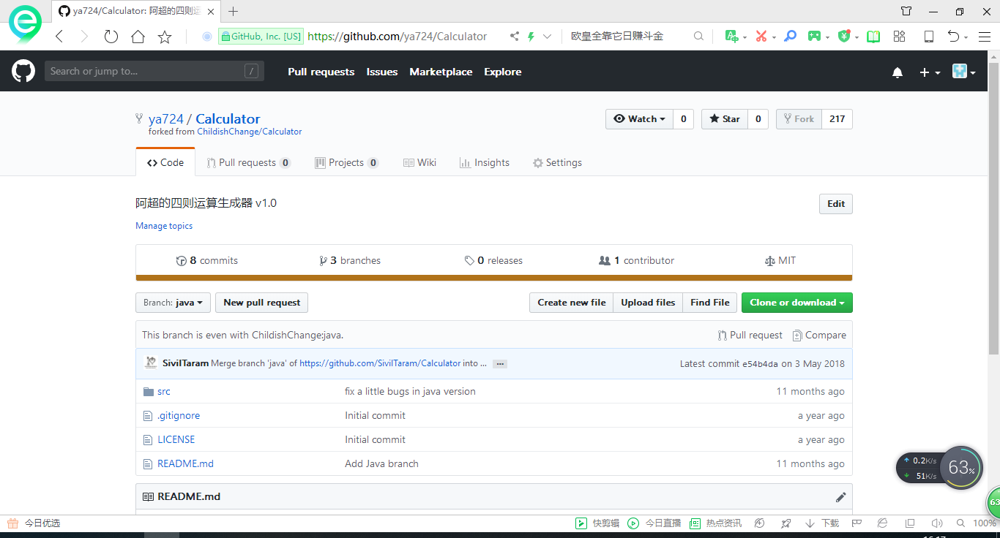 ya724/Calculator: 阿超的四则运
GitHub, Inc. [US] https://github.com/ya724/Calculator 欧皇全靠它日赚斗金
Search or jump to... / Pull requests Issues Marketplace Explore
ya724 / Calculator Watch 0 Star 0 Fork 217
forked from ChildishChange/Calculator
Code Pull requests 0 Projects 0 Wiki Insights Settings
阿超的四则运算生成器 v1.0 Edit
Manage topics
8 commits 3 branches 0 releases 1 contributor MIT
Branch: java New pull request Create new file Upload files Find File Clone or download
This branch is even with ChildishChange:java. Pull request Compare
SivilTaram Merge branch 'java' of https://github.com/SivilTaram/Calculator into ... Latest commit e54b4da on 3 May 2018
src fix a little bugs in java version 11 months ago
.gitignore Initial commit a year ago
LICENSE Initial commit a year ago
README.md Add Java branch 11 months ago
0.2K/s
51K/s
63%
README.md
63
今日优选 快剪辑 今日直播 热点资讯 下载 100%